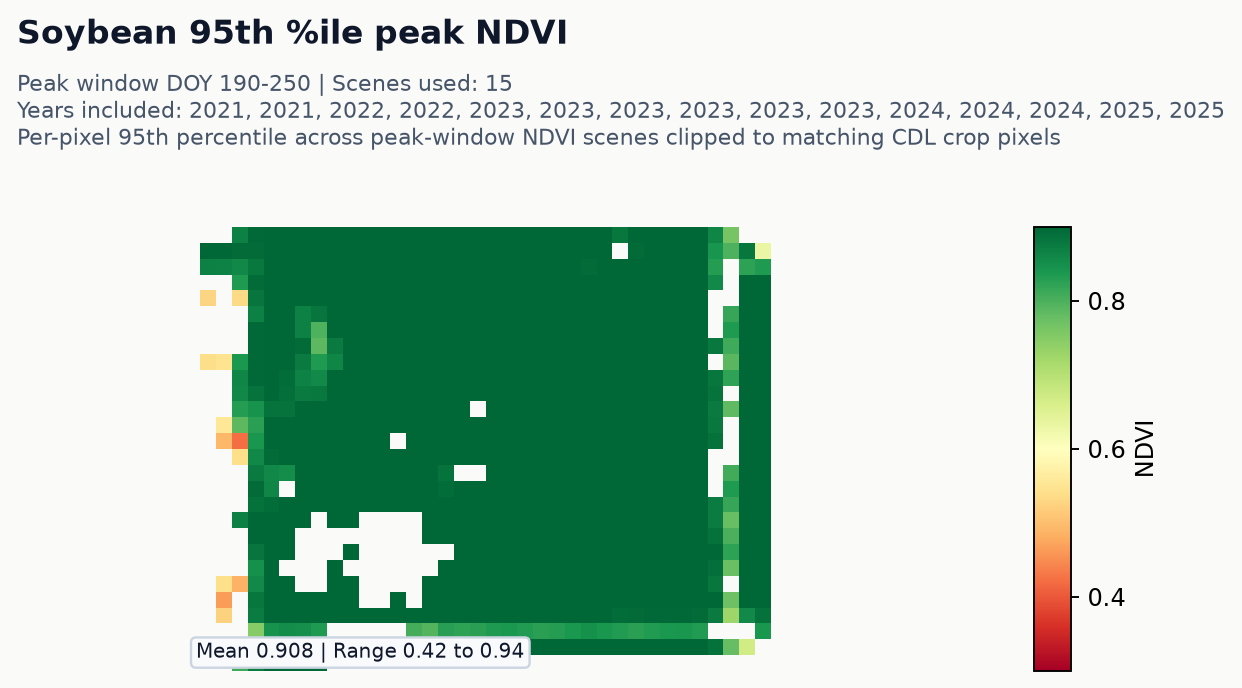 Soybean 95th %ile peak NDVI
Peak window DOY 190-250 | Scenes used: 15
Years included: 2021, 2021, 2022, 2022, 2023, 2023, 2023, 2023, 2023, 2023, 2024, 2024, 2024, 2025, 2025
Per-pixel 95th percentile across peak-window NDVI scenes clipped to matching CDL crop pixels
0.8
0.6
0.4
NDVI
Mean 0.908 | Range 0.42 to 0.94